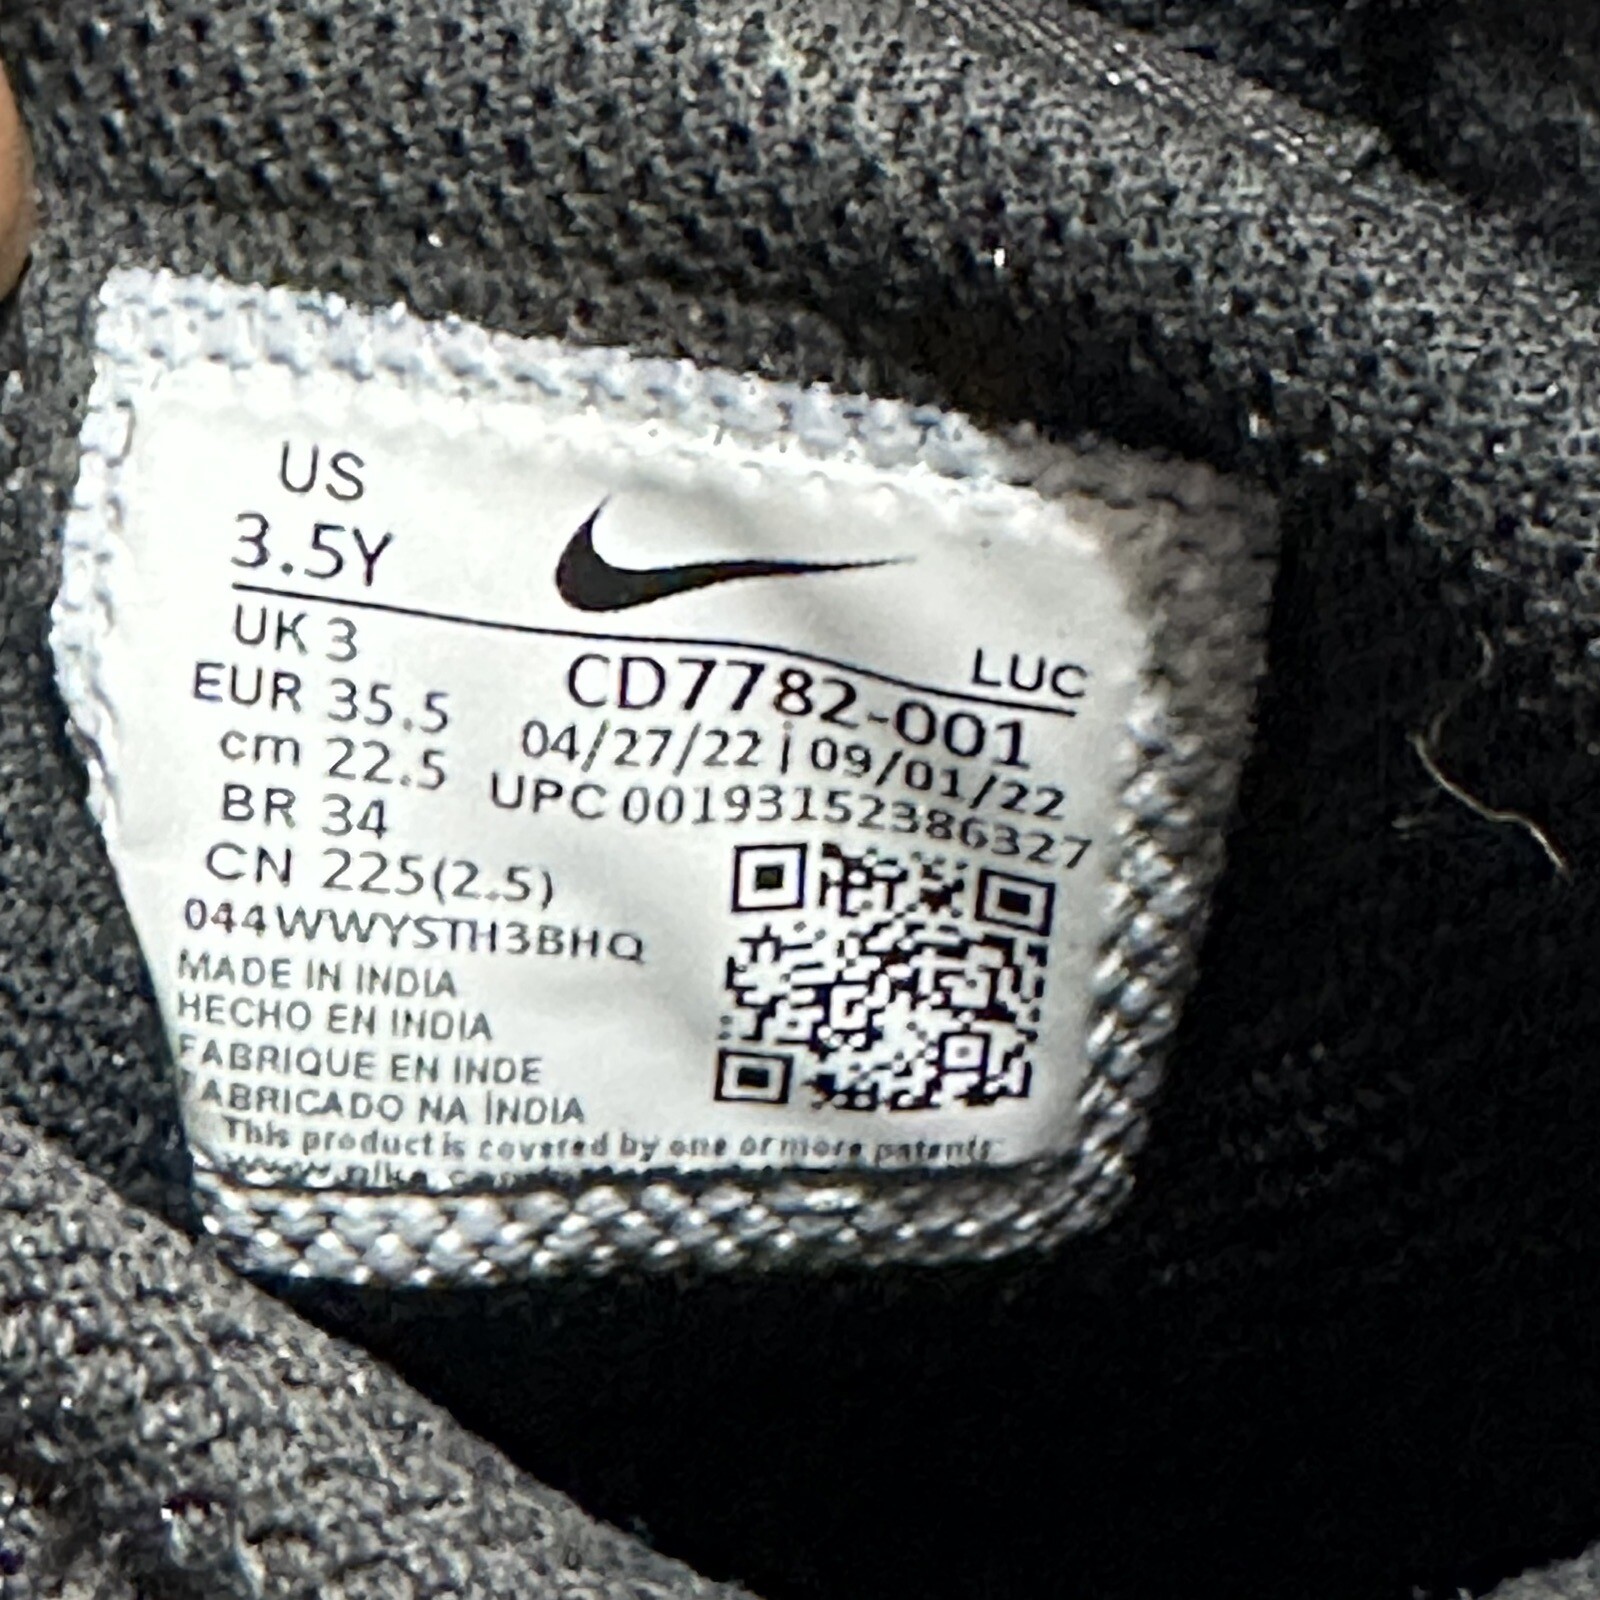 US
3.5Y
LUC
UK 3
EUR 35.5
cm 22.5
BR 34
CN 225(2.5)
CD7782-001
04/27/22 | 09/01/22
UPC 00193152386327
044WWYSTH3BHQ
MADE IN INDIA
HECHO EN INDIA
FABRIQUE EN INDE
FABRICADO NA ÍNDIA
This product is covered by one or more patents: